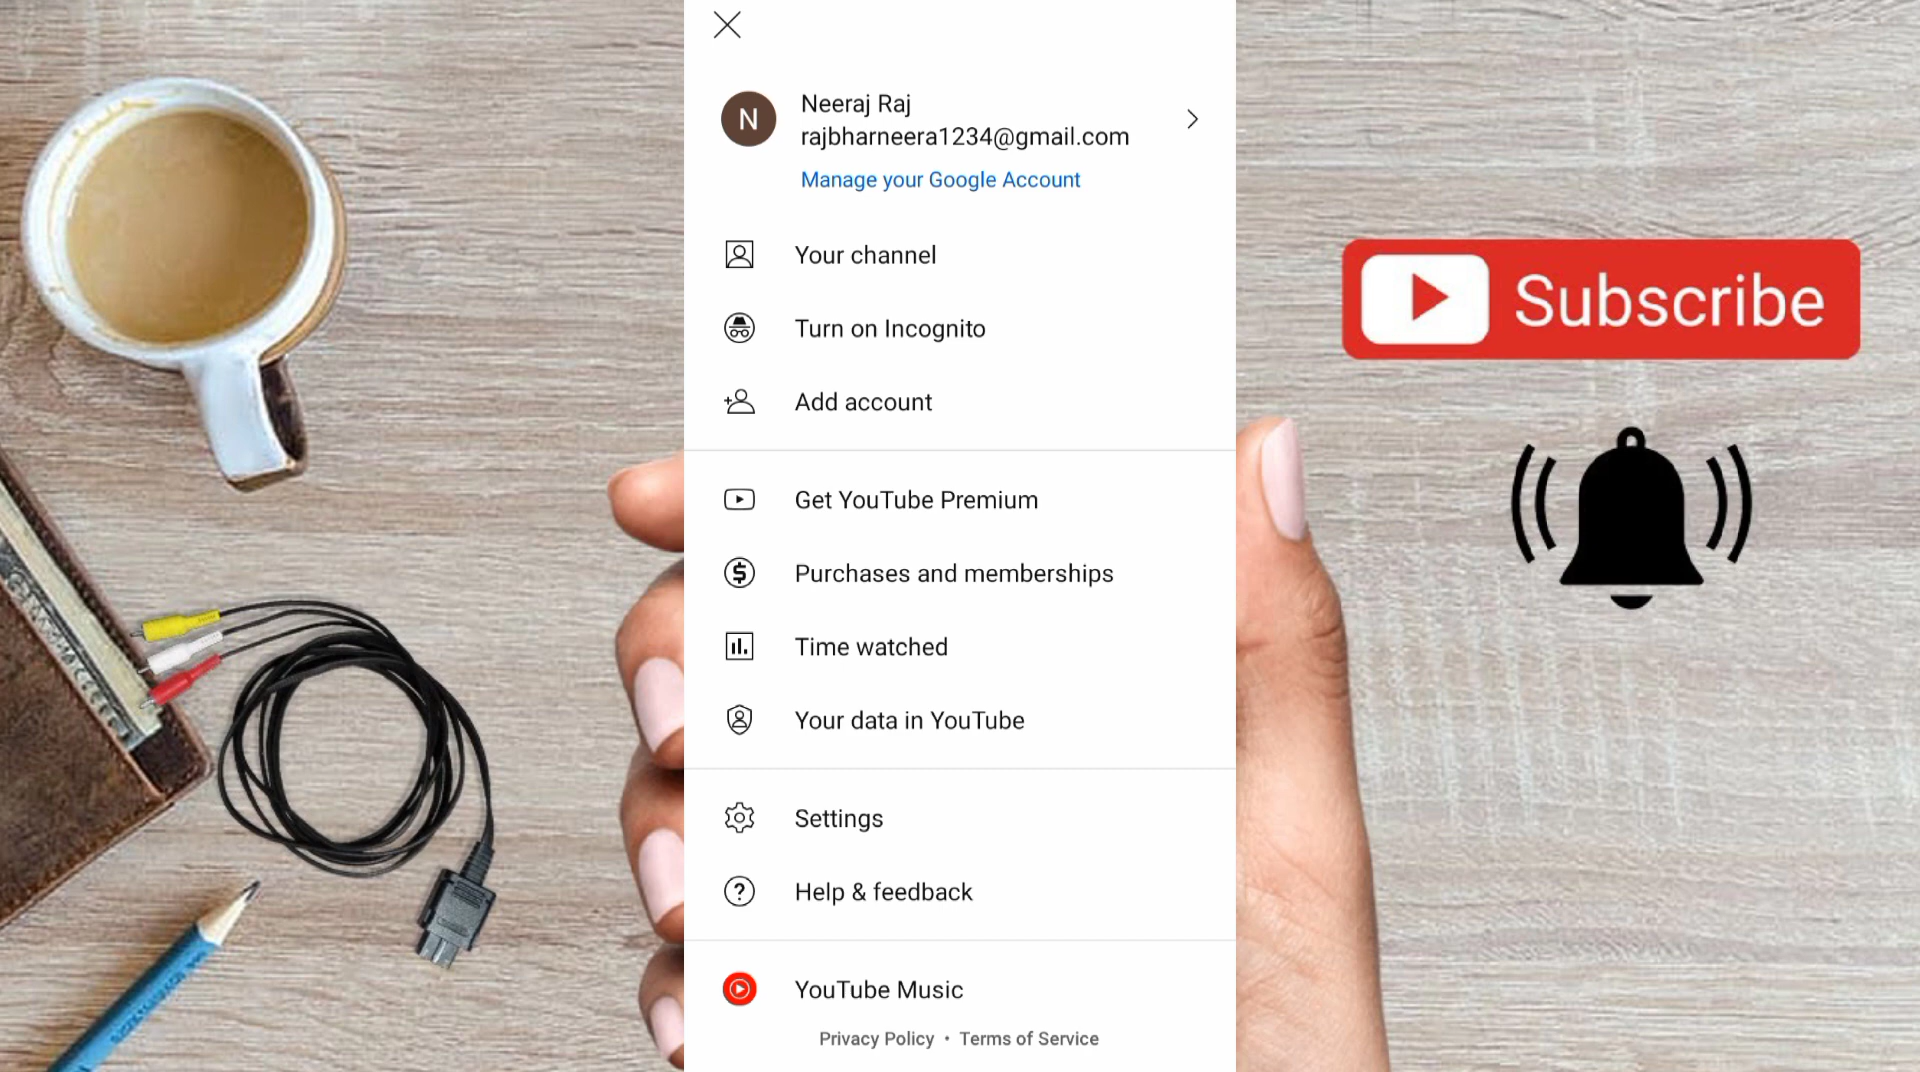 N
Neeraj Raj
rajbharneera1234@gmail.com
Manage your Google Account
Your channel
Turn on Incognito
Add account
Get YouTube Premium
Purchases and memberships
Time watched
Your data in YouTube
Settings
Help & feedback
YouTube Music
Privacy Policy • Terms of Service
Subscribe